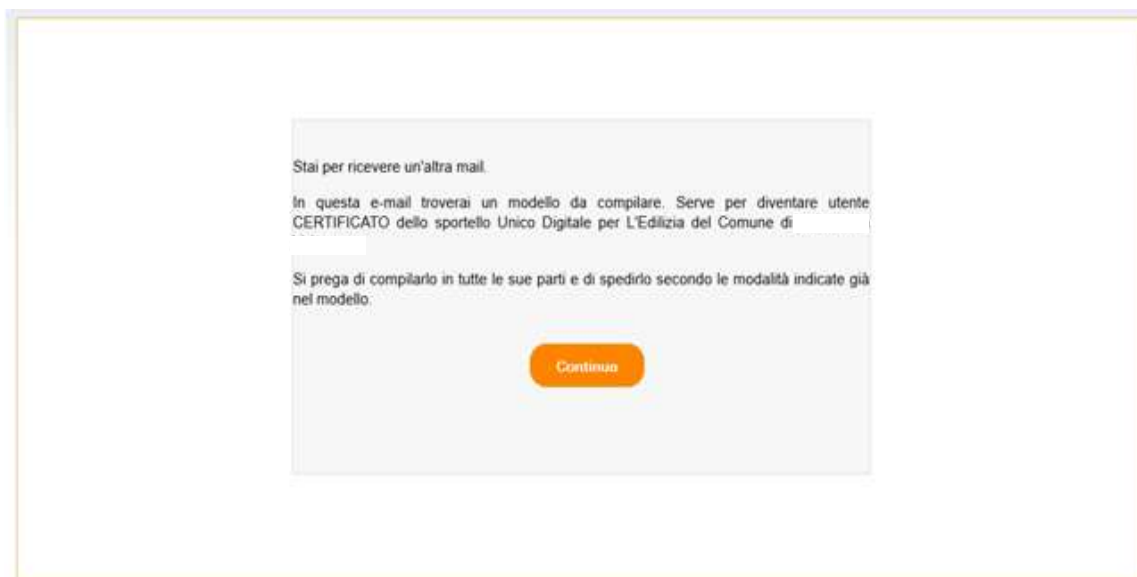 Stai per ricevere un'altra mail.
In questa e-mail troverai un modello da compilare. Serve per diventare utente
CERTIFICATO dello sportello Unico Digitale per L'Edilizia del Comune di
Si prega di compilarlo in tutte le sue parti e di spedirlo secondo le modalità indicate già
nel modello.
Continua